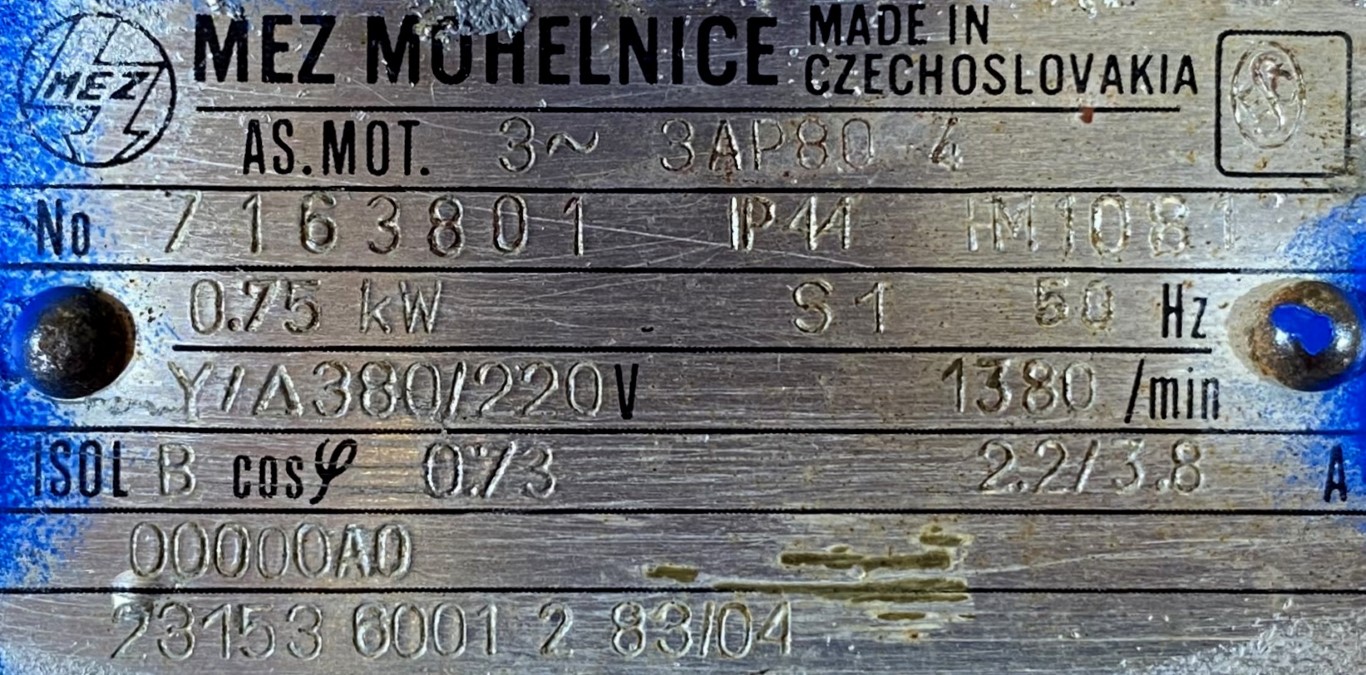 MEZ
MEZ MOHELNICE
MADE IN
CZECHOSLOVAKIA
AS.MOT. 3~ 3AP80 4
No 7163801 IP44 IM1081
0.75 kW S1 50 Hz
Y/Δ380/220V 1380 /min
ISOL B cosφ 0.73 2.2/3.8 A
00000A0
23153 6001 2 83/04